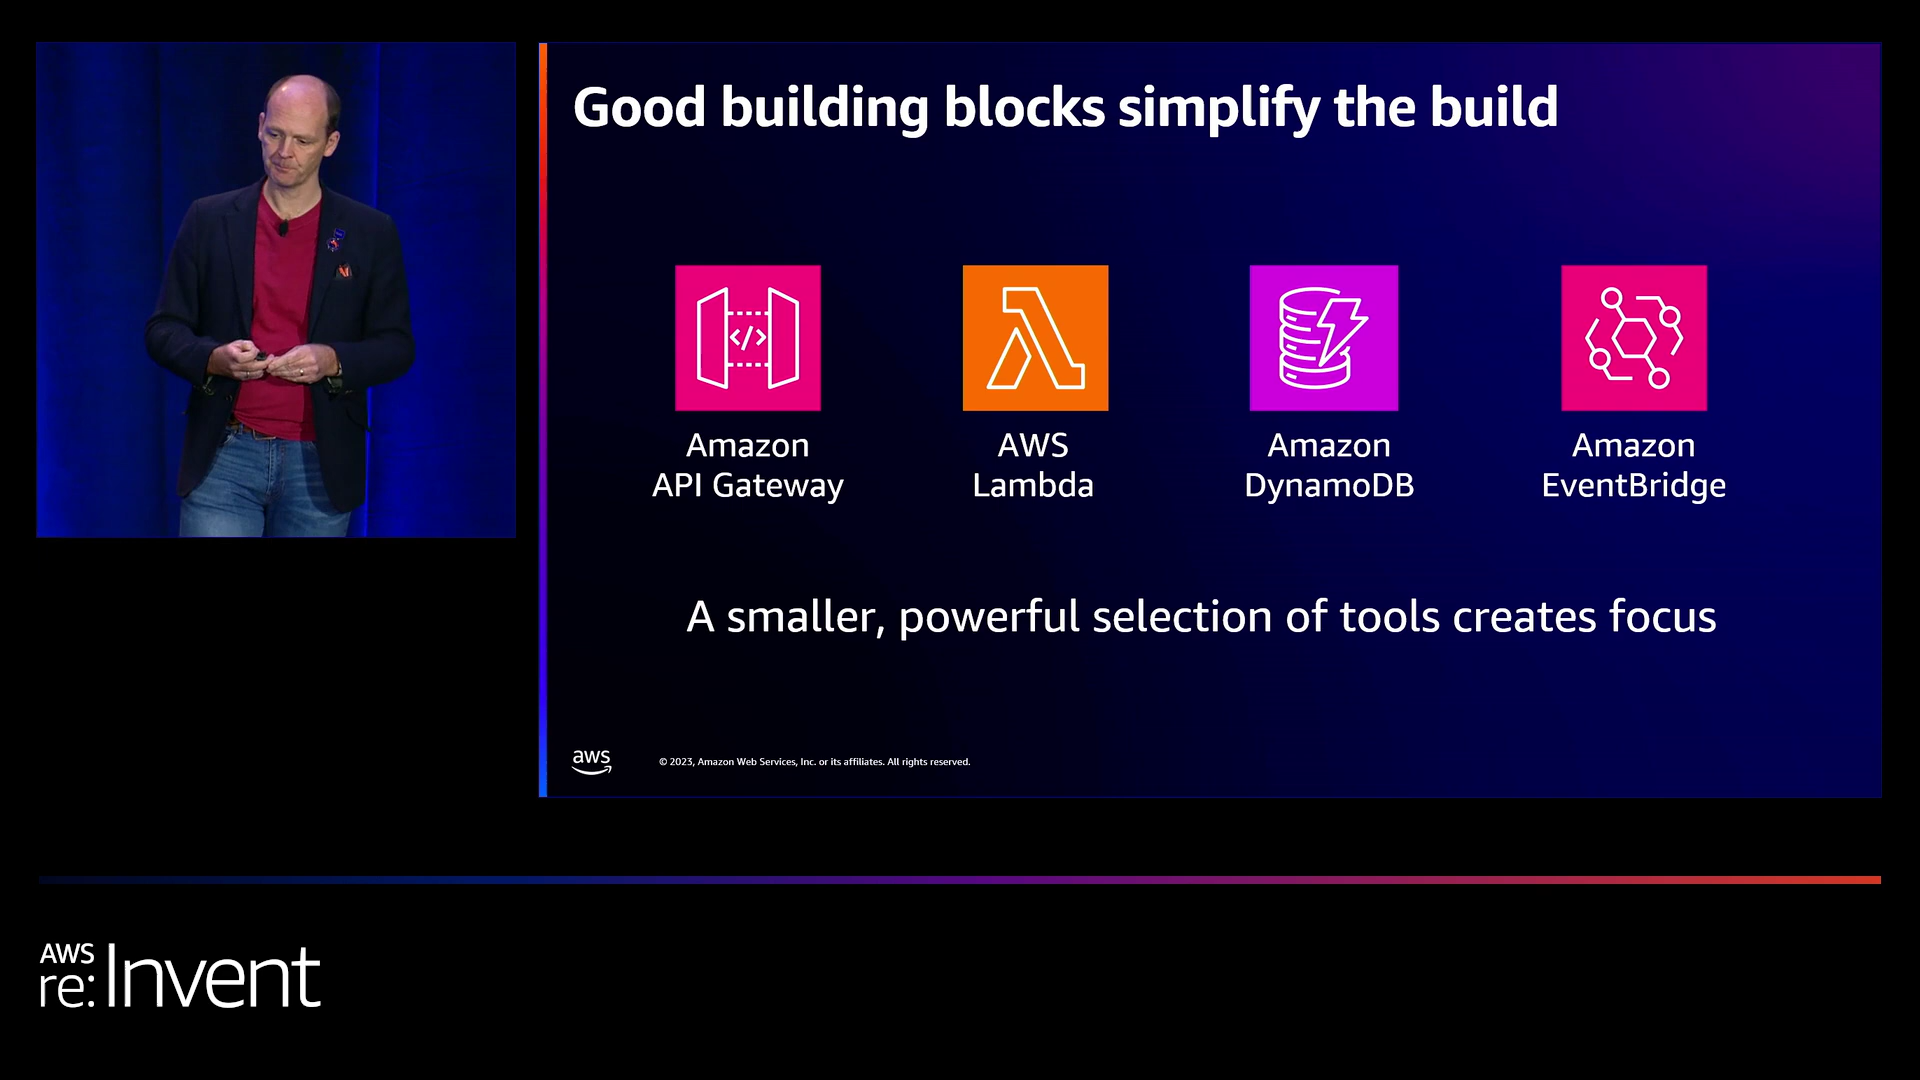 Good building blocks simplify the build
</>
Amazon
API Gateway
AWS
Lambda
Amazon
DynamoDB
Amazon
EventBridge
A smaller, powerful selection of tools creates focus
aws
© 2023, Amazon Web Services, Inc. or its affiliates. All rights reserved.
AWS
re:Invent